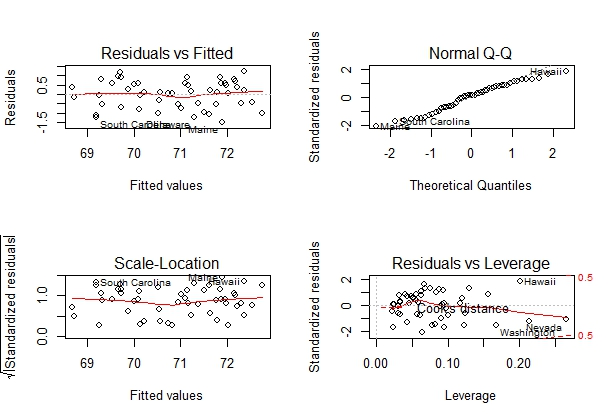 Residuals vs Fitted
Residuals
0.5
-1.5
South Carolina
Delaware
Maine
69
70
71
72
Fitted values
Normal Q-Q
Standardized residuals
2
0
-2
Hawaii
South Carolina
Maine
-2
-1
0
1
2
Theoretical Quantiles
Scale-Location
√|Standardized residuals|
1.0
0.0
South Carolina
Maine
Hawaii
69
70
71
72
Fitted values
Residuals vs Leverage
Standardized residuals
2
0
-2
Hawaii
Cook's distance
Nevada
Washington
0.5
0.5
0.00
0.10
0.20
Leverage